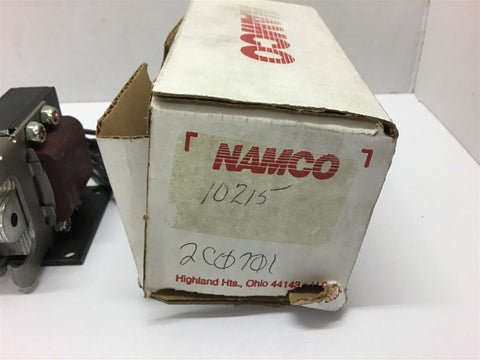 NAMCO
10215
2C0701
Highland Hts., Ohio 44143